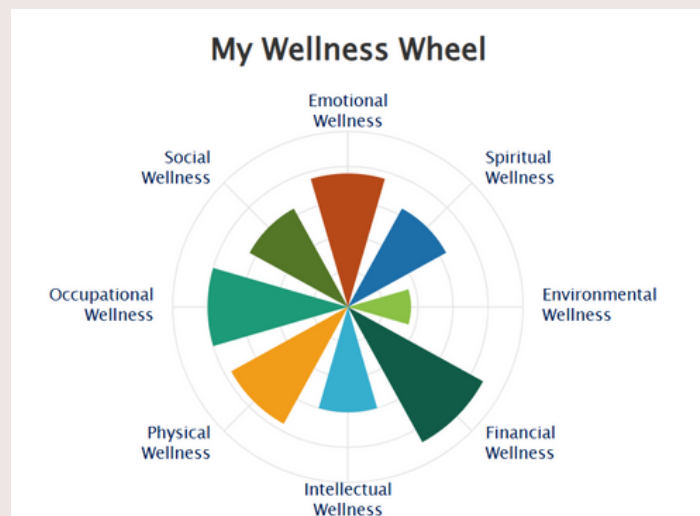 My Wellness Wheel
Emotional
Wellness
Social
Wellness
Spiritual
Wellness
Occupational
Wellness
Environmental
Wellness
Physical
Wellness
Financial
Wellness
Intellectual
Wellness